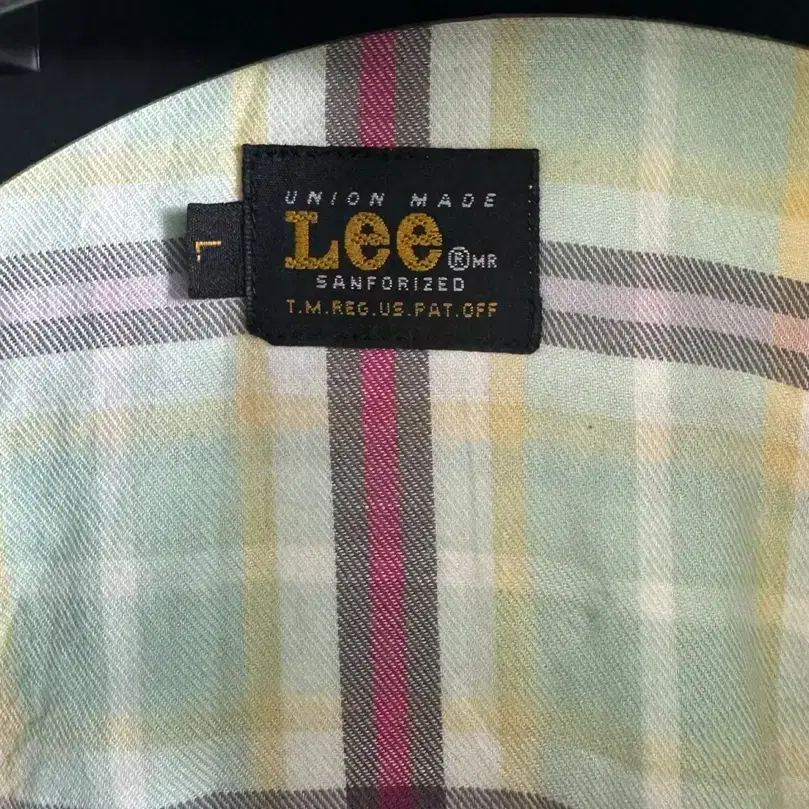 UNION MADE
Lee ® MR
SANFORIZED
T.M.REG.US.PAT.OFF
L